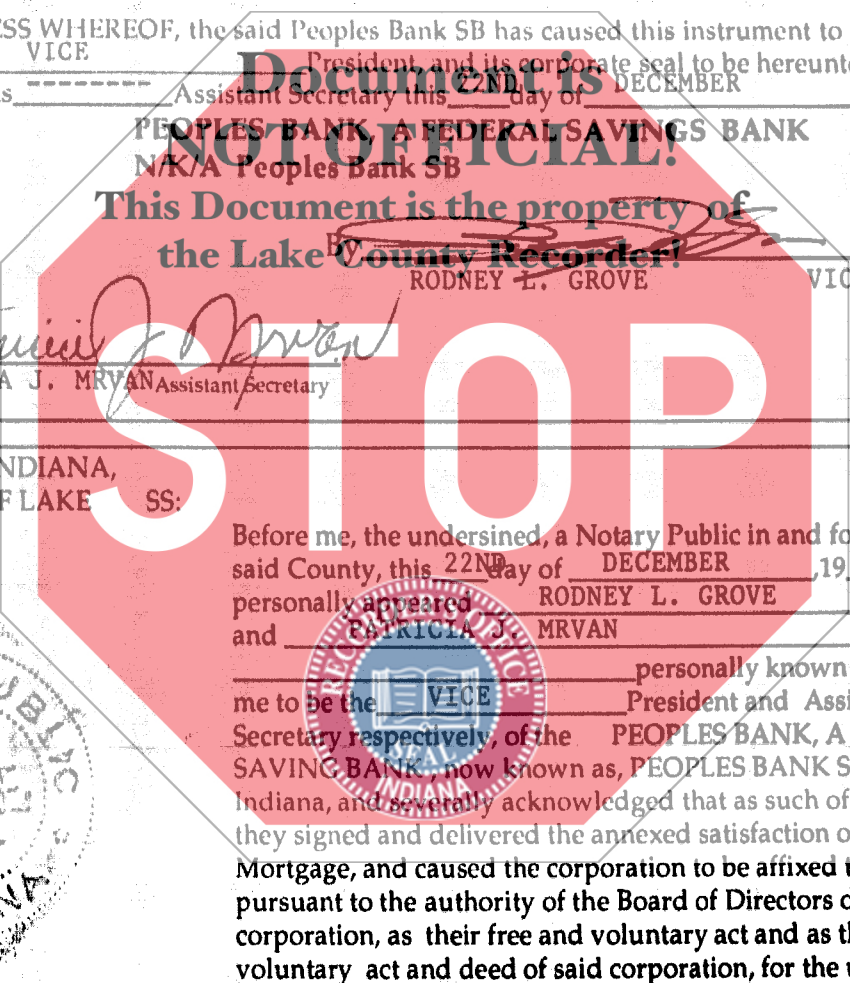 SS WHEREOF, the said Peoples Bank SB has caused this instrument to
VICE
President, and its corporate seal to be hereunto
s --------- Assistant Secretary this 22ND day of DECEMBER
Document is
NOT OFFICIAL!
This Document is the property of
the Lake County Recorder!
PEOPLES BANK, A FEDERAL SAVINGS BANK
N/K/A Peoples Bank SB
By
RODNEY L. GROVE VIC
A J. MRVAN Assistant Secretary
STOP
NDIANA,
F LAKE SS:
Before me, the undersined, a Notary Public in and fo
said County, this 22ND day of DECEMBER ,19
personally appeared RODNEY L. GROVE
and PATRICIA J. MRVAN
personally known
me to be the VICE President and Assi
Secretary respectively, of the PEOPLES BANK, A
SAVING BANK, now known as, PEOPLES BANK S
Indiana, and severally acknowledged that as such of
they signed and delivered the annexed satisfaction o
Mortgage, and caused the corporation to be affixed t
pursuant to the authority of the Board of Directors o
corporation, as their free and voluntary act and as th
voluntary act and deed of said corporation, for the u
RECORDER'S OFFICE
SEAL
INDIANA